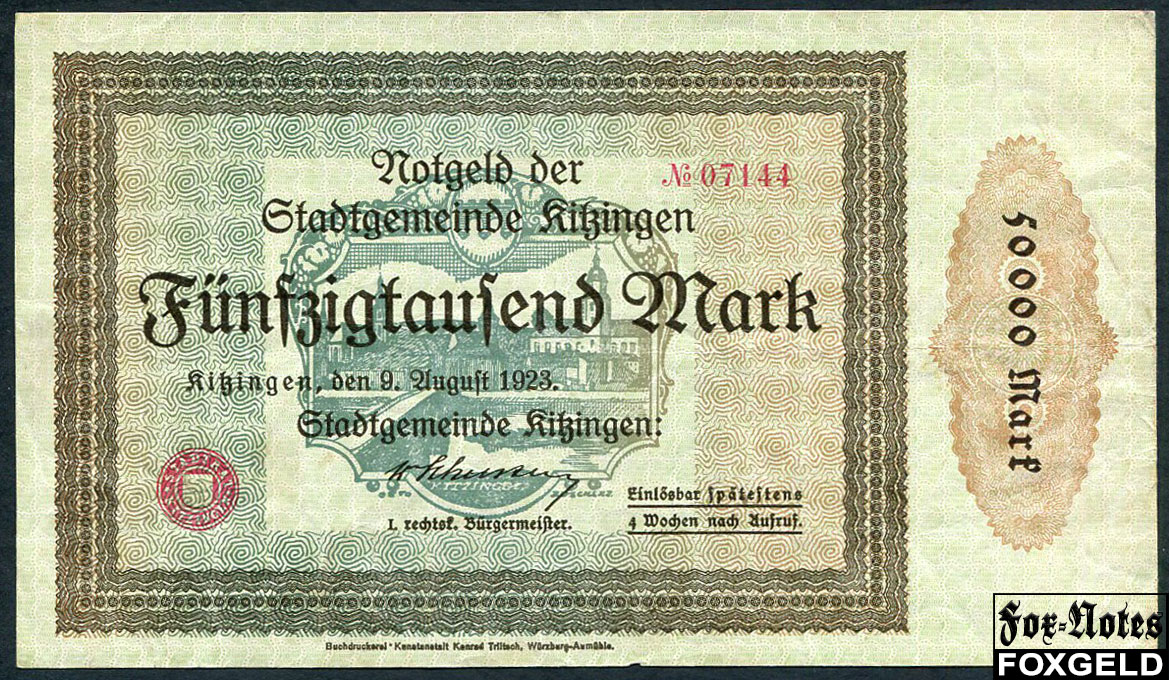 Notgeld der
№ 07144
Stadtgemeinde Kitzingen
Fünfzigtausend Mark
Kitzingen, den 9. August 1923.
Stadtgemeinde Kitzingen:
I. rechtsk. Bürgermeister.
Einlösbar spätestens
4 Wochen nach Aufruf.
50000 Mark
Buchdruckerei * Kunstanstalt Konrad Triltsch, Würzburg-Aumühle.
Fox-Notes
FOXGELD